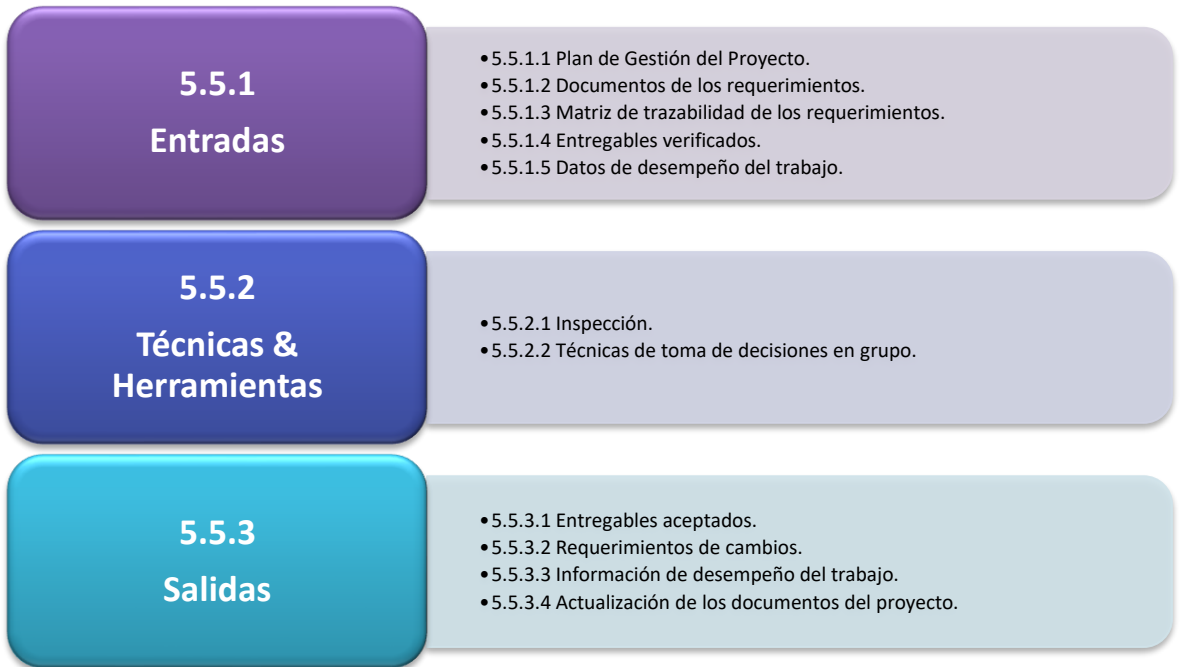 5.5.1
Entradas
•5.5.1.1 Plan de Gestión del Proyecto.
•5.5.1.2 Documentos de los requerimientos.
•5.5.1.3 Matriz de trazabilidad de los requerimientos.
•5.5.1.4 Entregables verificados.
•5.5.1.5 Datos de desempeño del trabajo.
5.5.2
Técnicas &
Herramientas
•5.5.2.1 Inspección.
•5.5.2.2 Técnicas de toma de decisiones en grupo.
5.5.3
Salidas
•5.5.3.1 Entregables aceptados.
•5.5.3.2 Requerimientos de cambios.
•5.5.3.3 Información de desempeño del trabajo.
•5.5.3.4 Actualización de los documentos del proyecto.